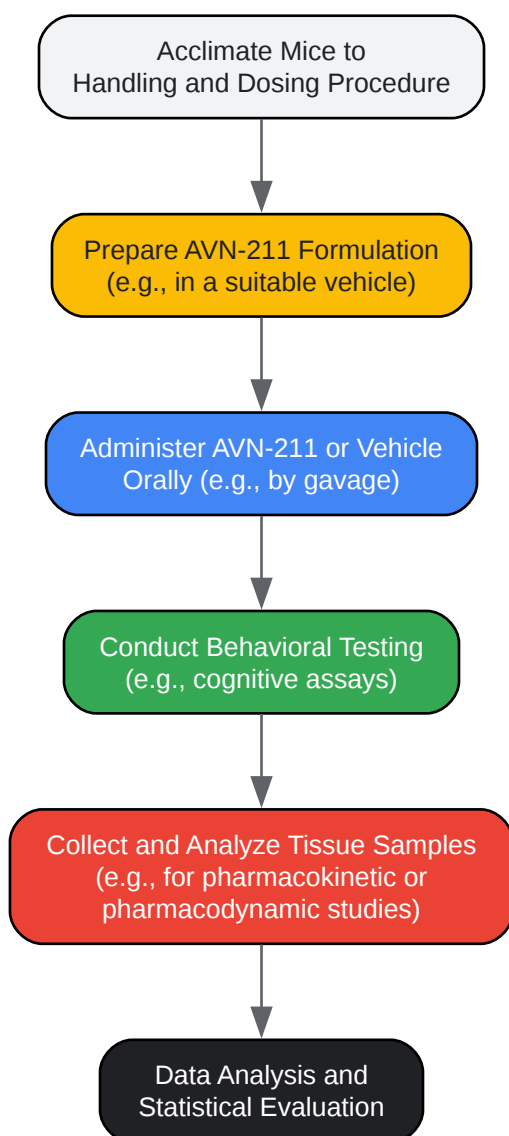 Acclimate Mice to
Handling and Dosing Procedure
Prepare AVN-211 Formulation
(e.g., in a suitable vehicle)
Administer AVN-211 or Vehicle
Orally (e.g., by gavage)
Conduct Behavioral Testing
(e.g., cognitive assays)
Collect and Analyze Tissue Samples
(e.g., for pharmacokinetic or
pharmacodynamic studies)
Data Analysis and
Statistical Evaluation